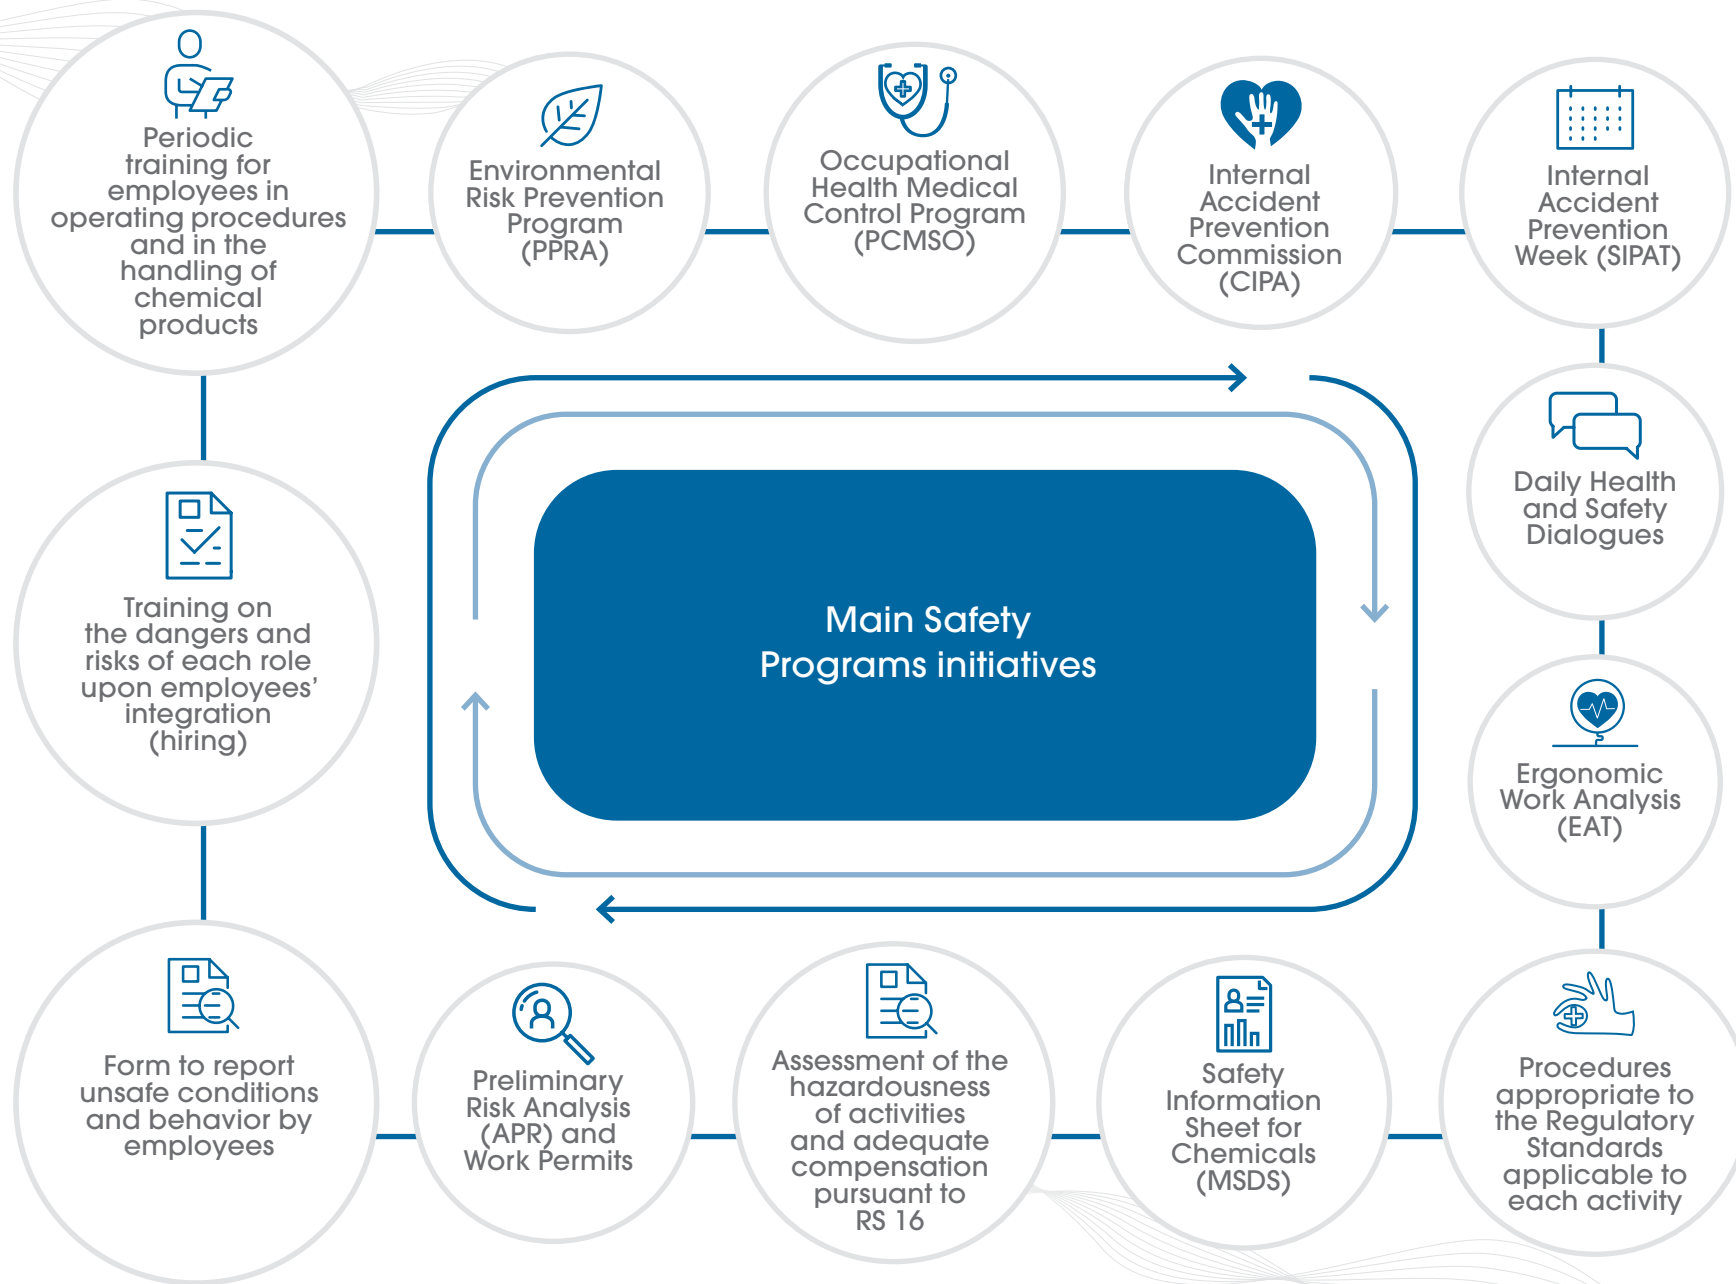 Periodic
training for
employees in
operating procedures
and in the
handling of
chemical
products
Environmental
Risk Prevention
Program
(PPRA)
Occupational
Health Medical
Control Program
(PCMSO)
Internal
Accident
Prevention
Commission
(CIPA)
Internal
Accident
Prevention
Week (SIPAT)
Daily Health
and Safety
Dialogues
Ergonomic
Work Analysis
(EAT)
Procedures
appropriate to
the Regulatory
Standards
applicable to
each activity
Safety
Information
Sheet for
Chemicals
(MSDS)
Assessment of the
hazardousness
of activities
and adequate
compensation
pursuant to
RS 16
Preliminary
Risk Analysis
(APR) and
Work Permits
Form to report
unsafe conditions
and behavior by
employees
Training on
the dangers and
risks of each role
upon employees’
integration
(hiring)
Main Safety
Programs initiatives